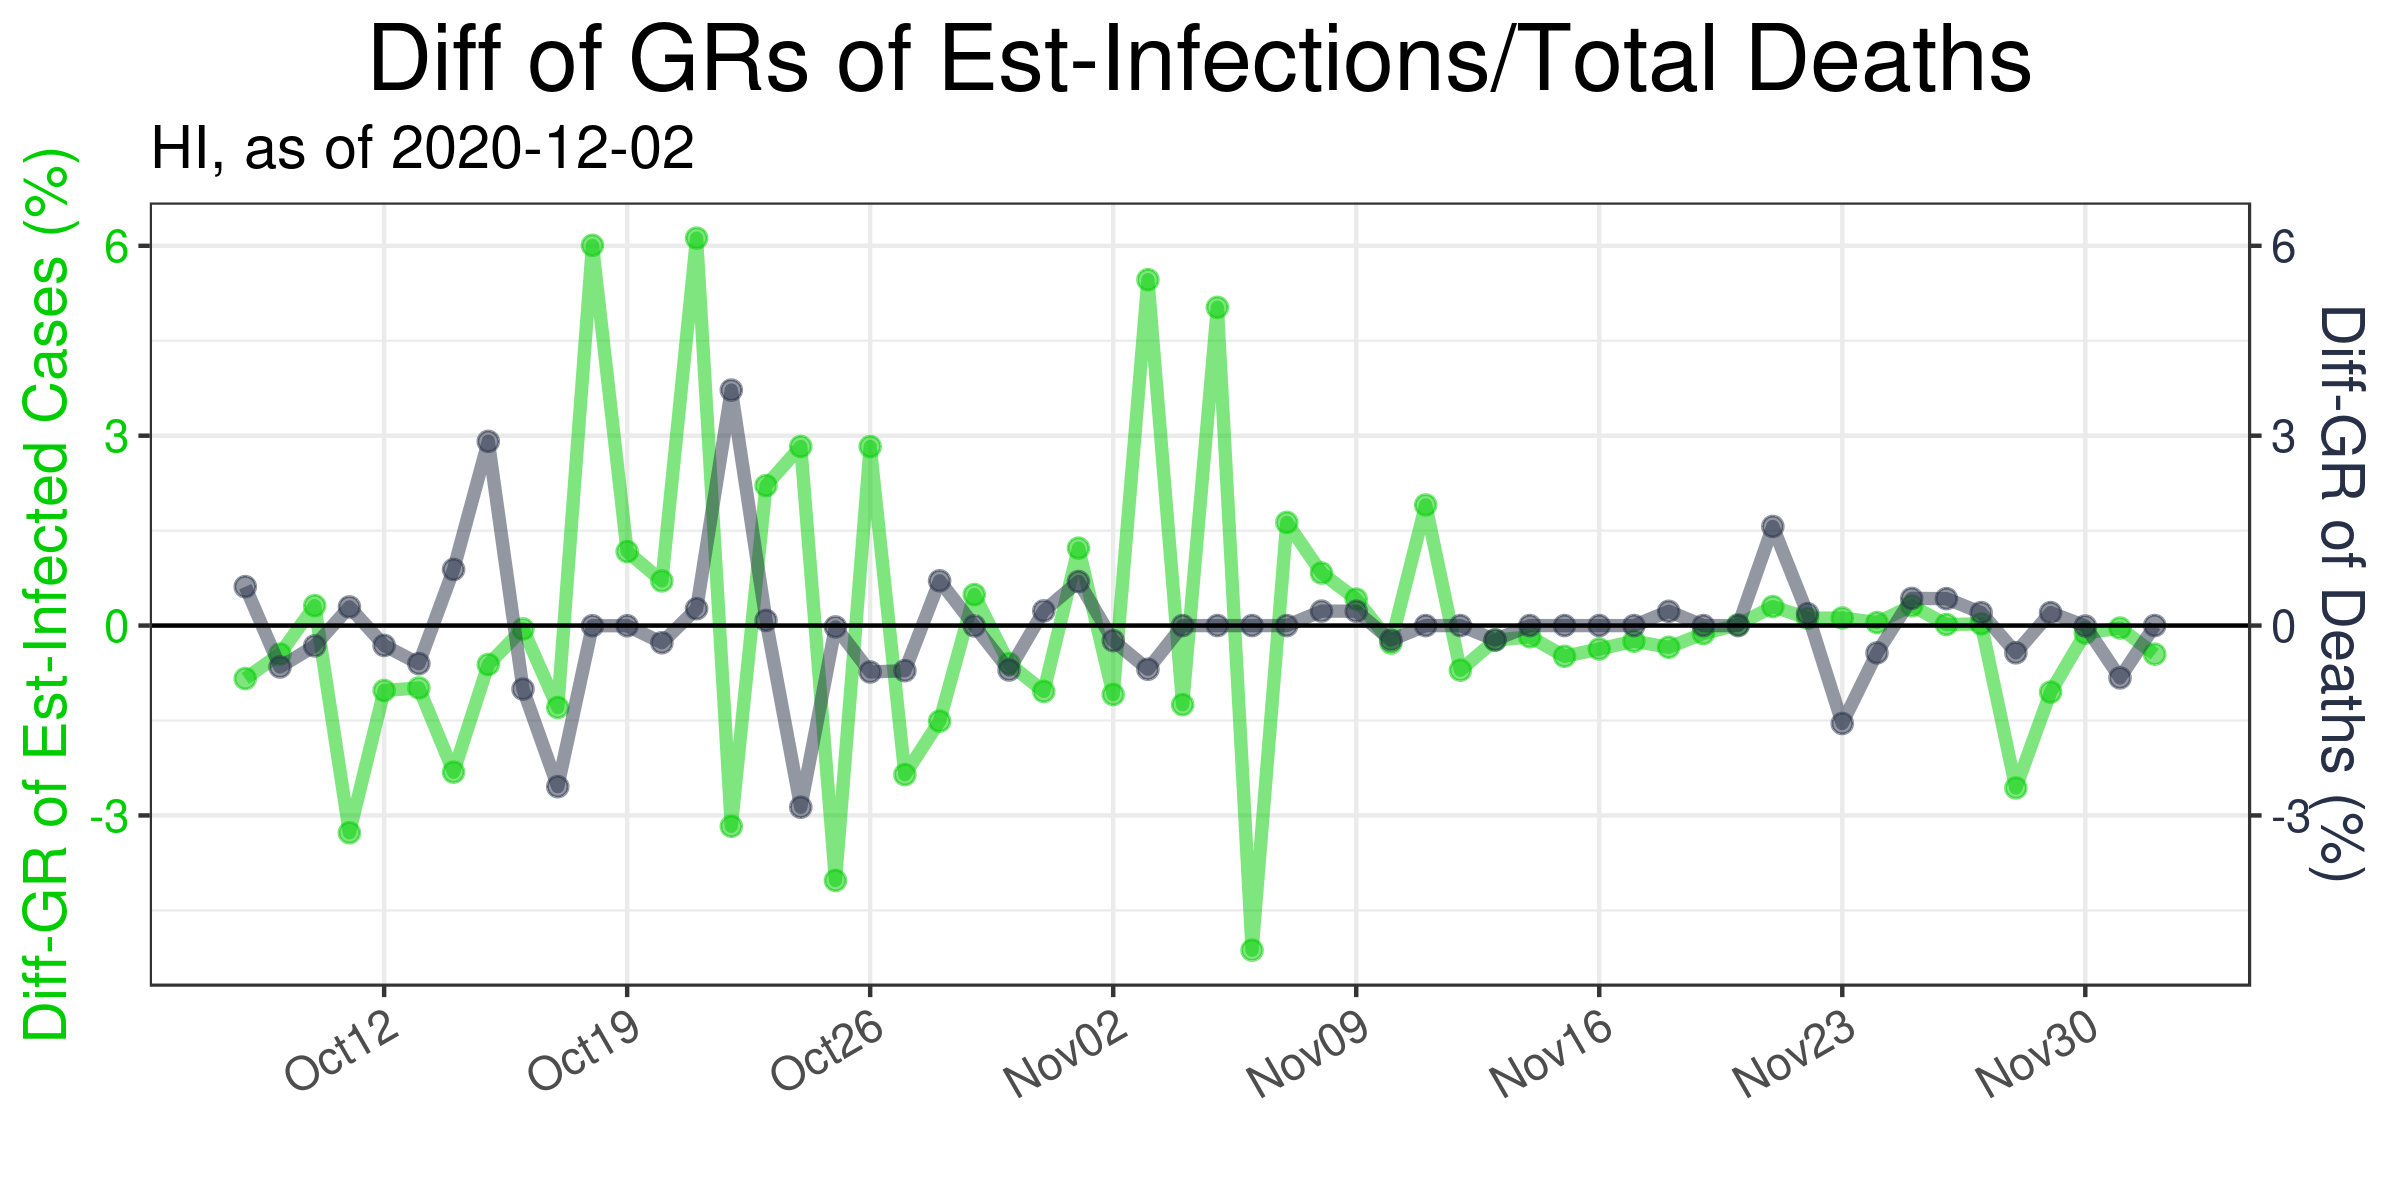 Diff of GRs of Est-Infections/Total Deaths
HI, as of 2020-12-02
Diff-GR of Est-Infected Cases (%)
6
3
0
-3
6
3
0
-3
Diff-GR of Deaths (%)
Oct12
Oct19
Oct26
Nov02
Nov09
Nov16
Nov23
Nov30